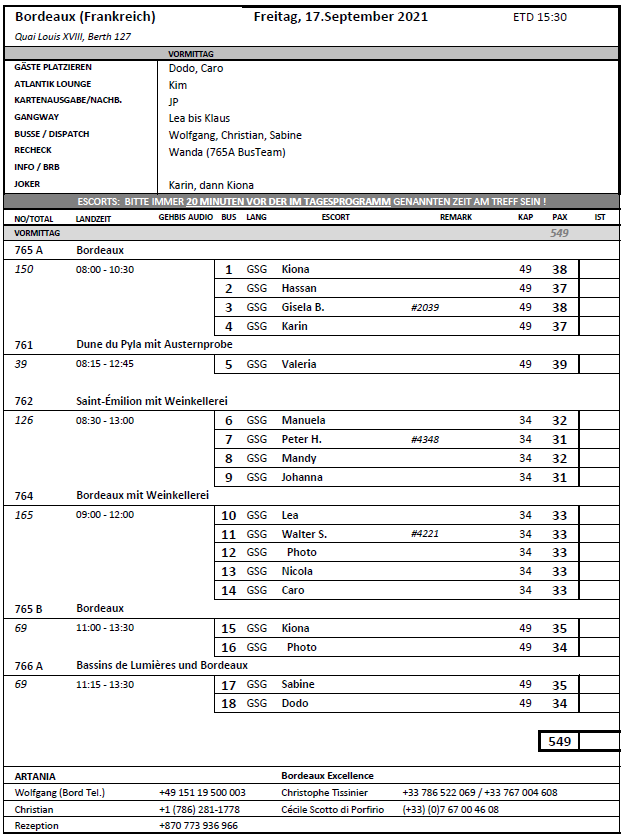 Bordeaux (Frankreich) Freitag, 17.September 2021 ETD 15:30
Quai Louis XVIII, Berth 127
VORMITTAG
GÄSTE PLATZIEREN Dodo, Caro
ATLANTIK LOUNGE Kim
KARTENAUSGABE/NACHB. JP
GANGWAY Lea bis Klaus
BUSSE / DISPATCH Wolfgang, Christian, Sabine
RECHECK Wanda (765A BusTeam)
INFO / BRB
JOKER Karin, dann Kiona
ESCORTS: BITTE IMMER 20 MINUTEN VOR DER IM TAGESPROGRAMM GENANNTEN ZEIT AM TREFF SEIN !
NO/TOTAL LANDZEIT GEHBIS AUDIO BUS LANG ESCORT REMARK KAP PAX IST
VORMITTAG 549
765 A Bordeaux
150 08:00 - 10:30 1 GSG Kiona 49 38
2 GSG Hassan 49 37
3 GSG Gisela B. #2039 49 38
4 GSG Karin 49 37
761 Dune du Pyla mit Austernprobe
39 08:15 - 12:45 5 GSG Valeria 49 39
762 Saint-Émilion mit Weinkellerei
126 08:30 - 13:00 6 GSG Manuela 34 32
7 GSG Peter H. #4348 34 31
8 GSG Mandy 34 32
9 GSG Johanna 34 31
764 Bordeaux mit Weinkellerei
165 09:00 - 12:00 10 GSG Lea 34 33
11 GSG Walter S. #4221 34 33
12 GSG Photo 34 33
13 GSG Nicola 34 33
14 GSG Caro 34 33
765 B Bordeaux
69 11:00 - 13:30 15 GSG Kiona 49 35
16 GSG Photo 49 34
766 A Bassins de Lumières und Bordeaux
69 11:15 - 13:30 17 GSG Sabine 49 35
18 GSG Dodo 49 34
549
ARTANIA Bordeaux Excellence
Wolfgang (Bord Tel.) +49 151 19 500 003 Christophe Tissinier +33 786 522 069 / +33 767 004 608
Christian +1 (786) 281-1778 Cécile Scotto di Porfirio (+33) (0)7 67 00 46 08
Rezeption +870 773 936 966